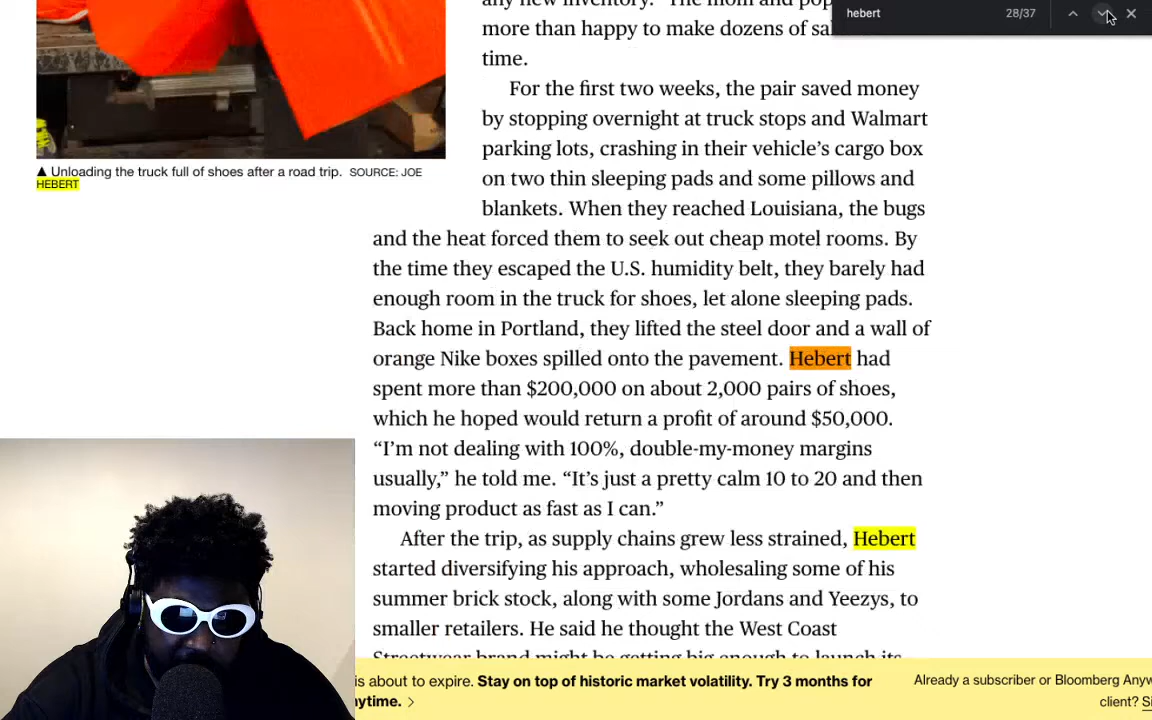 hebert
28/37
more than happy to make dozens of
time.
For the first two weeks, the pair saved money
by stopping overnight at truck stops and Walmart
parking lots, crashing in their vehicle’s cargo box
on two thin sleeping pads and some pillows and
blankets. When they reached Louisiana, the bugs
and the heat forced them to seek out cheap motel rooms. By
the time they escaped the U.S. humidity belt, they barely had
enough room in the truck for shoes, let alone sleeping pads.
Back home in Portland, they lifted the steel door and a wall of
orange Nike boxes spilled onto the pavement. Hebert had
spent more than $200,000 on about 2,000 pairs of shoes,
which he hoped would return a profit of around $50,000.
“I’m not dealing with 100%, double-my-money margins
usually,” he told me. “It’s just a pretty calm 10 to 20 and then
moving product as fast as I can.”
After the trip, as supply chains grew less strained, Hebert
started diversifying his approach, wholesaling some of his
summer brick stock, along with some Jordans and Yeezys, to
smaller retailers. He said he thought the West Coast
Streetwear brand might be getting big enough to launch its
▲ Unloading the truck full of shoes after a road trip. SOURCE: JOE
HEBERT
is about to expire. Stay on top of historic market volatility. Try 3 months for
Already a subscriber or Bloomberg
client?